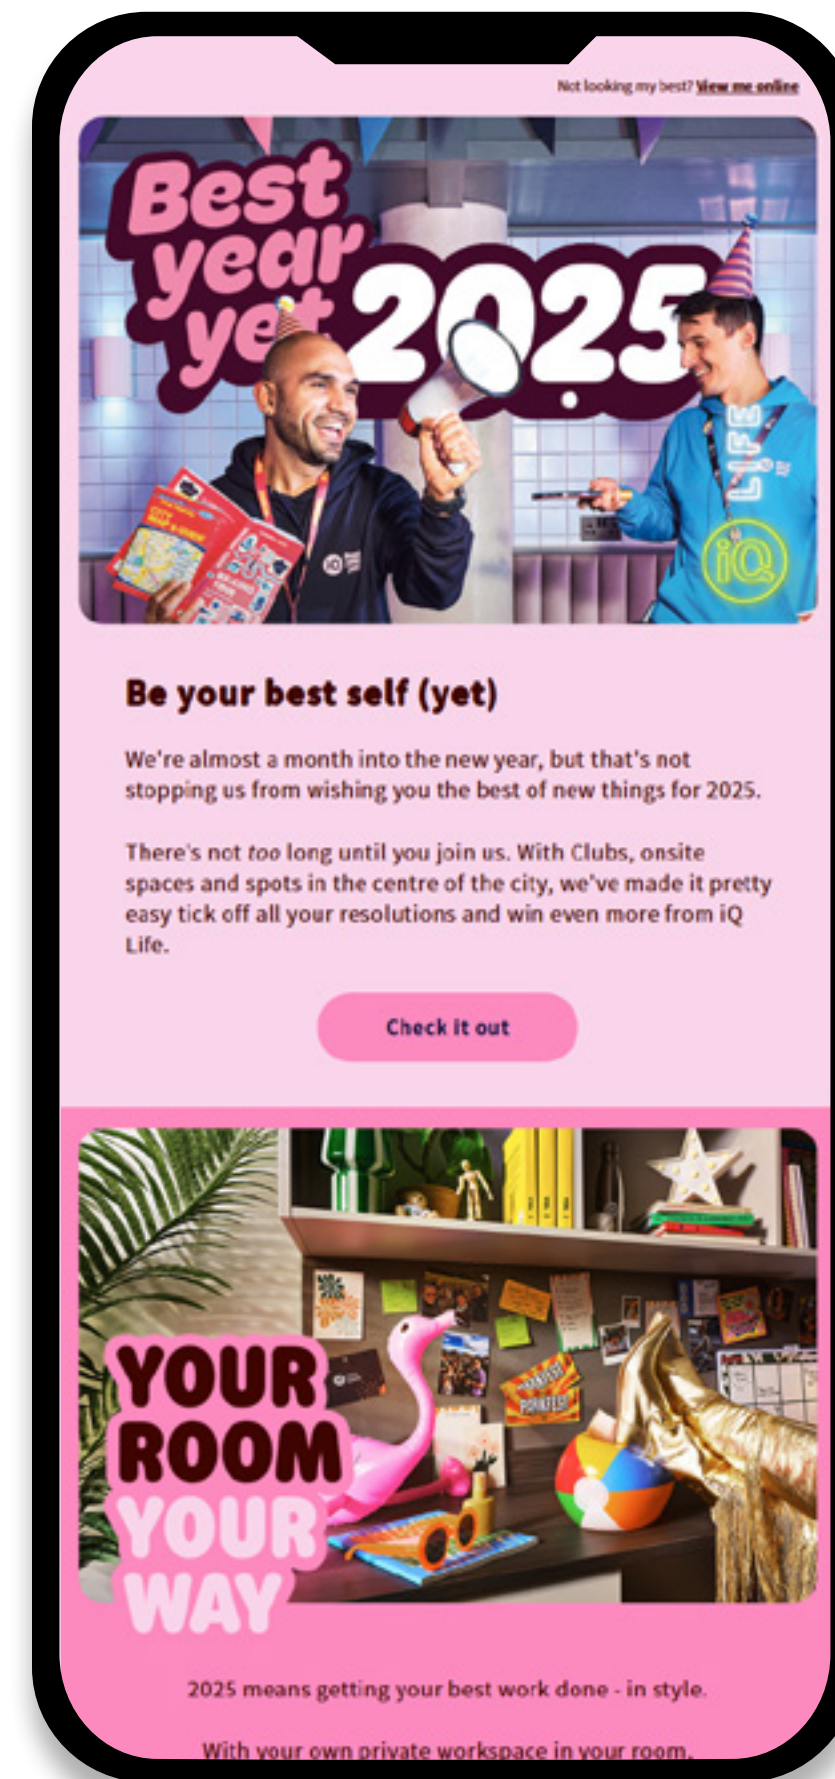 Not looking my best? View me online
Best
year
yet
2025
LIFE
iQ
CITY
MAP & GUIDE
iQ
Be your best self (yet)
We're almost a month into the new year, but that's not
stopping us from wishing you the best of new things for 2025.
There's not too long until you join us. With Clubs, onsite
spaces and spots in the centre of the city, we've made it pretty
easy tick off all your resolutions and win even more from iQ
Life.
Check it out
YOUR
ROOM
YOUR
WAY
2025 means getting your best work done - in style.
With your own private workspace in your room,